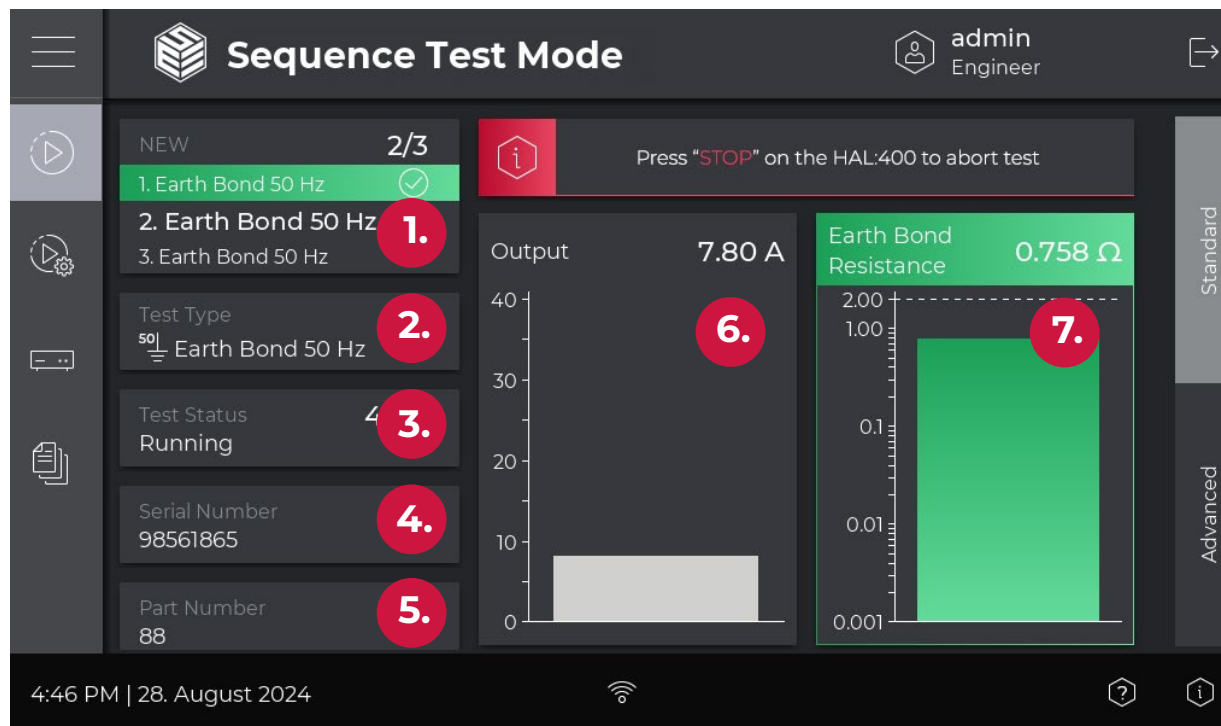 Sequence Test Mode
admin
Engineer
NEW 2/3
1. Earth Bond 50 Hz
2. Earth Bond 50 Hz
3. Earth Bond 50 Hz
1.
Test Type
50 Earth Bond 50 Hz
2.
Test Status
Running
3.
Serial Number
98561865
4.
Part Number
88
5.
Press “STOP” on the HAL:400 to abort test
Output 7.80 A
40
30
20
10
0
6.
Earth Bond
Resistance
0.758 Ω
2.00
1.00
0.1
0.01
0.001
7.
Standard
Advanced
4:46 PM | 28. August 2024